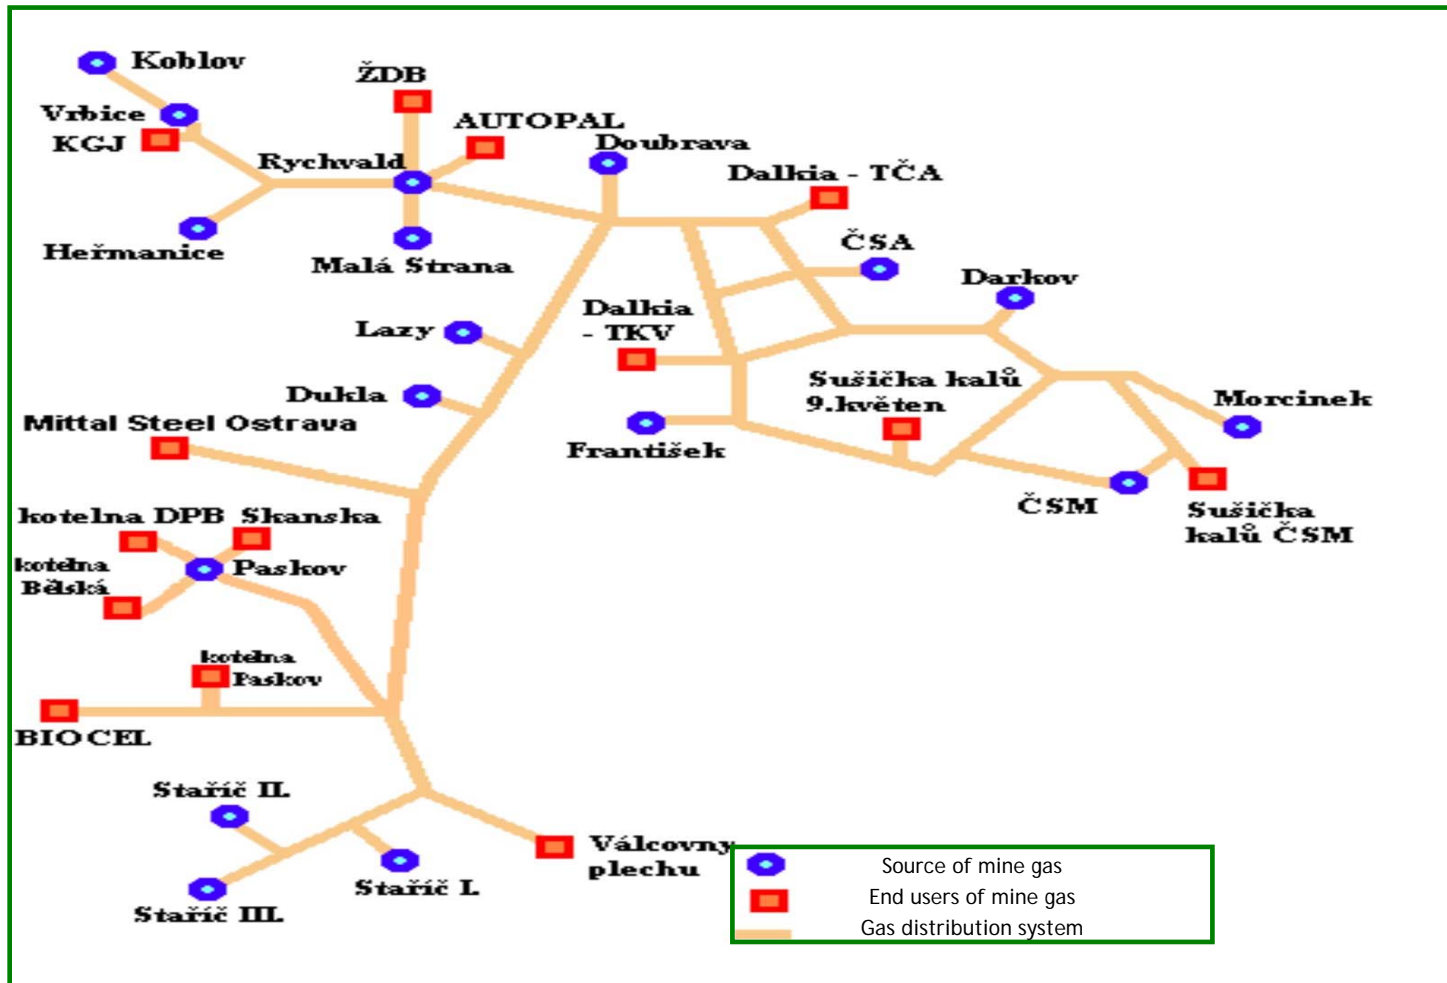 Koblov
ŽDB
Vrbice
KGJ
AUTOPAL
Doubrava
Rychvald
Dalkia - TČA
Heřmanice
Malá Strana
ČSA
Darkov
Lazy
Dalkia
- TKV
Dukla
Sušička kalů
9.květen
Morcinek
Mittal Steel Ostrava
František
ČSM
Sušička
kalů ČSM
kotelna DPB
Skanska
kotelna
Bělská
Paskov
kotelna
Paskov
BIOCEL
Staříč II.
Staříč I.
Staříč III.
Válcovny
plechu
Source of mine gas
End users of mine gas
Gas distribution system